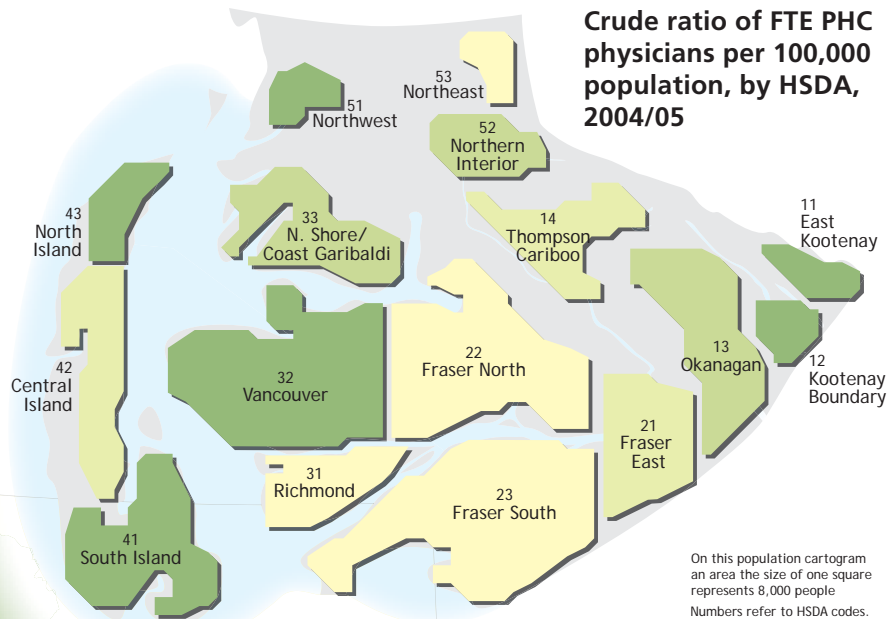 Crude ratio of FTE PHC
physicians per 100,000
population, by HSDA,
2004/05
53
Northeast
51
Northwest
52
Northern
Interior
43
North
Island
33
N. Shore/
Coast Garibaldi
14
Thompson
Cariboo
11
East
Kootenay
42
Central
Island
32
Vancouver
22
Fraser North
13
Okanagan
12
Kootenay
Boundary
21
Fraser
East
31
Richmond
23
Fraser South
41
South Island
On this population cartogram
an area the size of one square
represents 8,000 people
Numbers refer to HSDA codes.